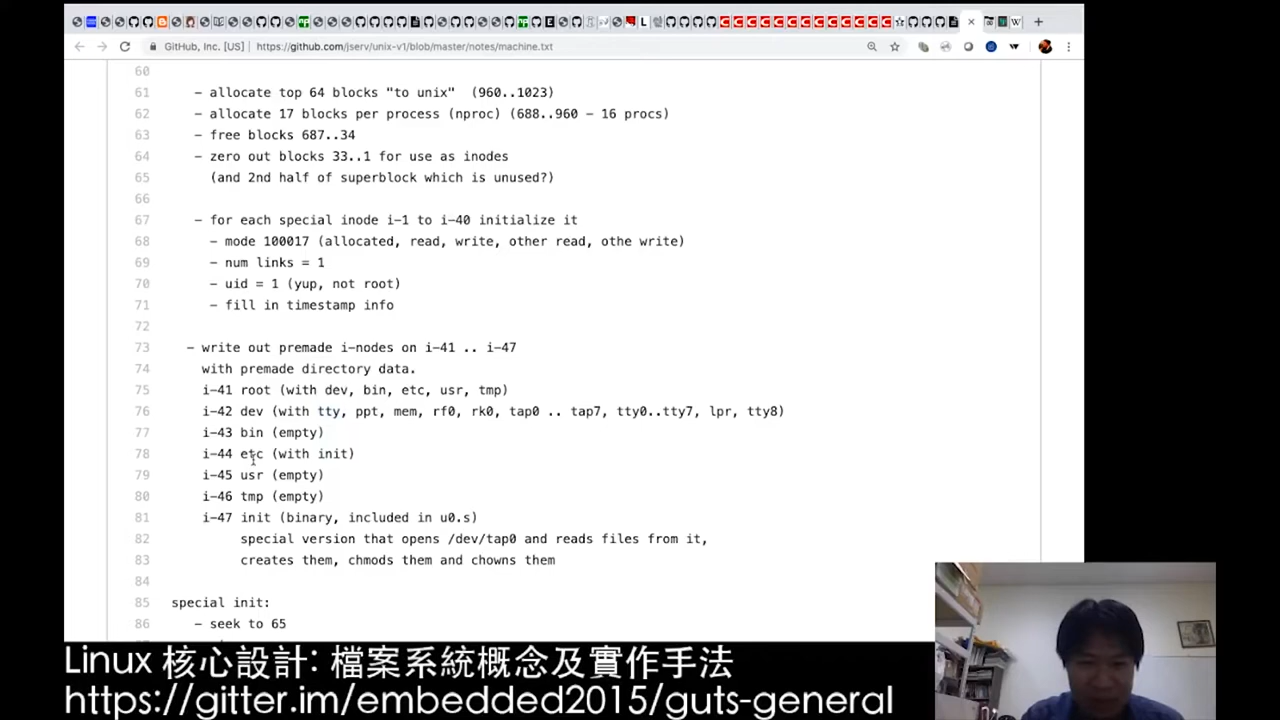 GitHub, Inc. [US] https://github.com/jserv/unix-v1/blob/master/notes/machine.txt
60
61 - allocate top 64 blocks "to unix" (960..1023)
62 - allocate 17 blocks per process (nproc) (688..960 - 16 procs)
63 - free blocks 687..34
64 - zero out blocks 33..1 for use as inodes
65 (and 2nd half of superblock which is unused?)
66
67 - for each special inode i-1 to i-40 initialize it
68 - mode 100017 (allocated, read, write, other read, othe write)
69 - num links = 1
70 - uid = 1 (yup, not root)
71 - fill in timestamp info
72
73 - write out premade i-nodes on i-41 .. i-47
74 with premade directory data.
75 i-41 root (with dev, bin, etc, usr, tmp)
76 i-42 dev (with tty, ppt, mem, rf0, rk0, tap0 .. tap7, tty0..tty7, lpr, tty8)
77 i-43 bin (empty)
78 i-44 etc (with init)
79 i-45 usr (empty)
80 i-46 tmp (empty)
81 i-47 init (binary, included in u0.s)
82 special version that opens /dev/tap0 and reads files from it,
83 creates them, chmods them and chowns them
84
85 special init:
86 - seek to 65
Linux 核心設計: 檔案系統概念及實作手法
https://gitter.im/embedded2015/guts-general